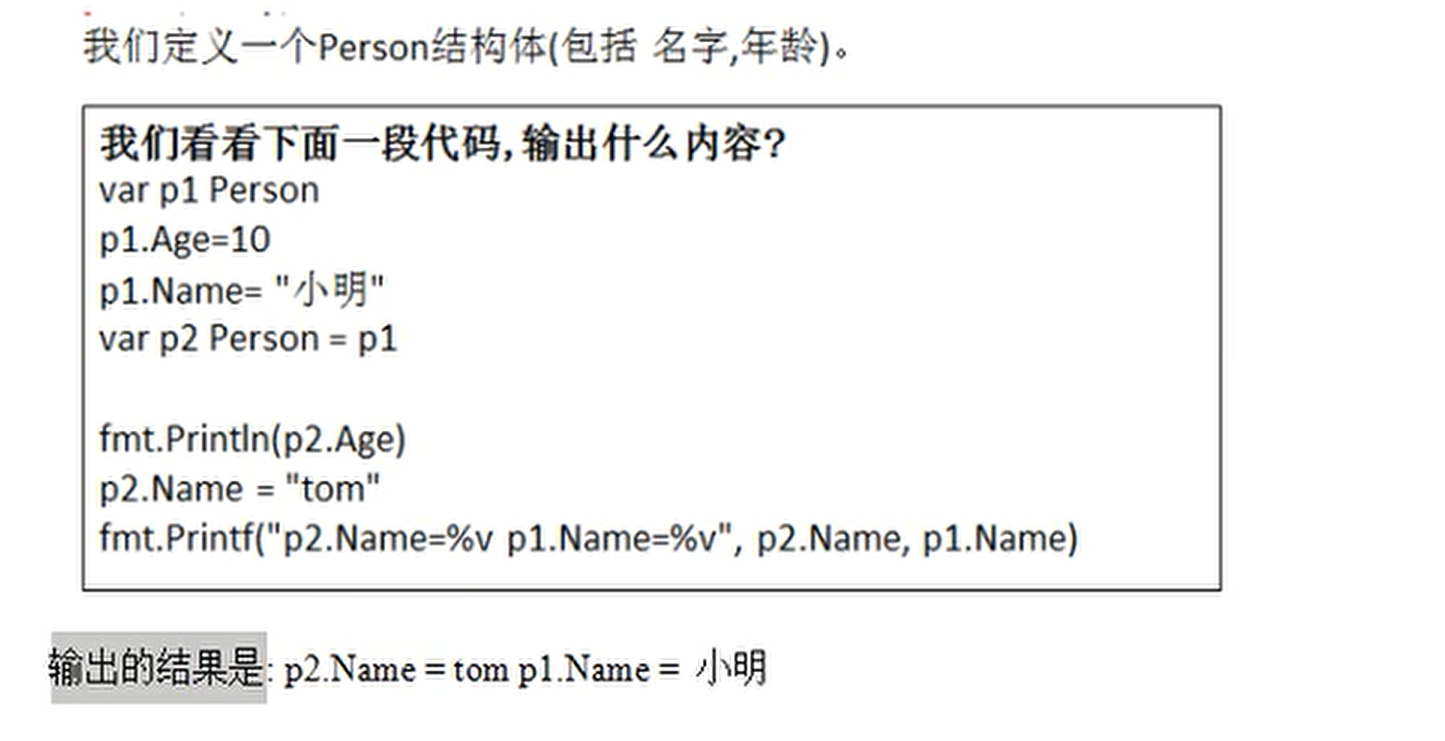 我们定义一个Person结构体(包括 名字,年龄)。
我们看看下面一段代码,输出什么内容?
var p1 Person
p1.Age=10
p1.Name= "小明"
var p2 Person = p1
fmt.Println(p2.Age)
p2.Name = "tom"
fmt.Printf("p2.Name=%v p1.Name=%v", p2.Name, p1.Name)
输出的结果是: p2.Name = tom p1.Name = 小明